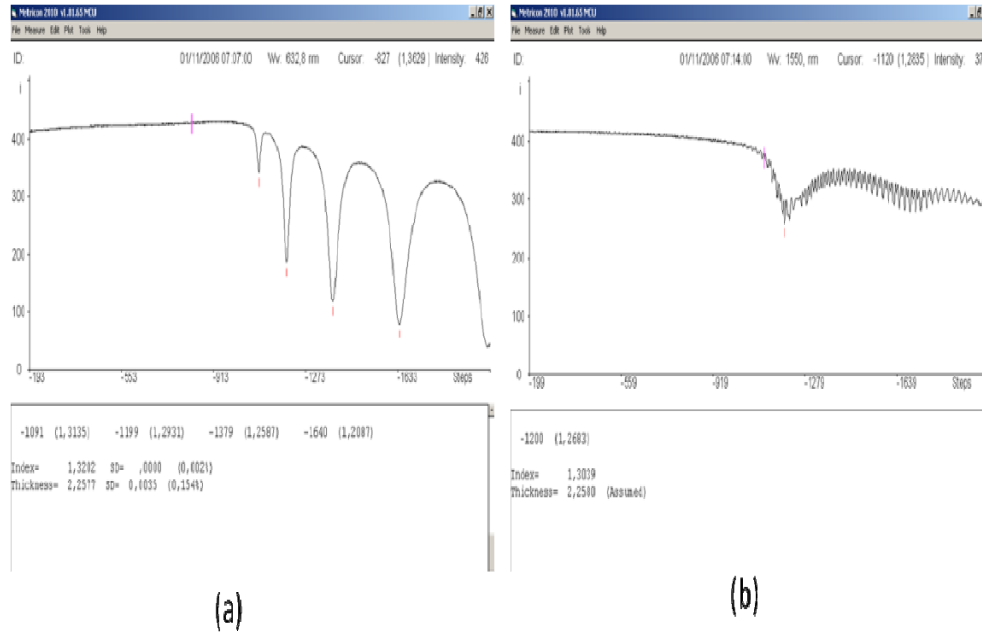 Metricon 2010 v1.81.65 MCU
File Measure Edit Plot Tools Help
ID: 01/11/2006 07:07:00 Wv: 632,8 nm Cursor: -827 (1,3629) Intensity: 426
i
400
300
200
100
0
-193 -553 -913 -1273 -1633 Steps
-1091 (1,3135) -1199 (1,2931) -1379 (1,2587) -1640 (1,2087)
Index= 1,3202 SD= ,0000 (0,002%)
Thickness= 2,2577 SD= 0,0035 (0,154%)
(a)
Metricon 2010 v1.81.65 MCU
File Measure Edit Plot Tools Help
ID: 01/11/2006 07:14:00 Wv: 1550, nm Cursor: -1120 (1,2835) Intensity: 37
i
400
300
200
100
0
-199 -559 -919 -1279 -1639 Steps
-1200 (1,2683)
Index= 1,3039
Thickness= 2,2500 (Assumed)
(b)